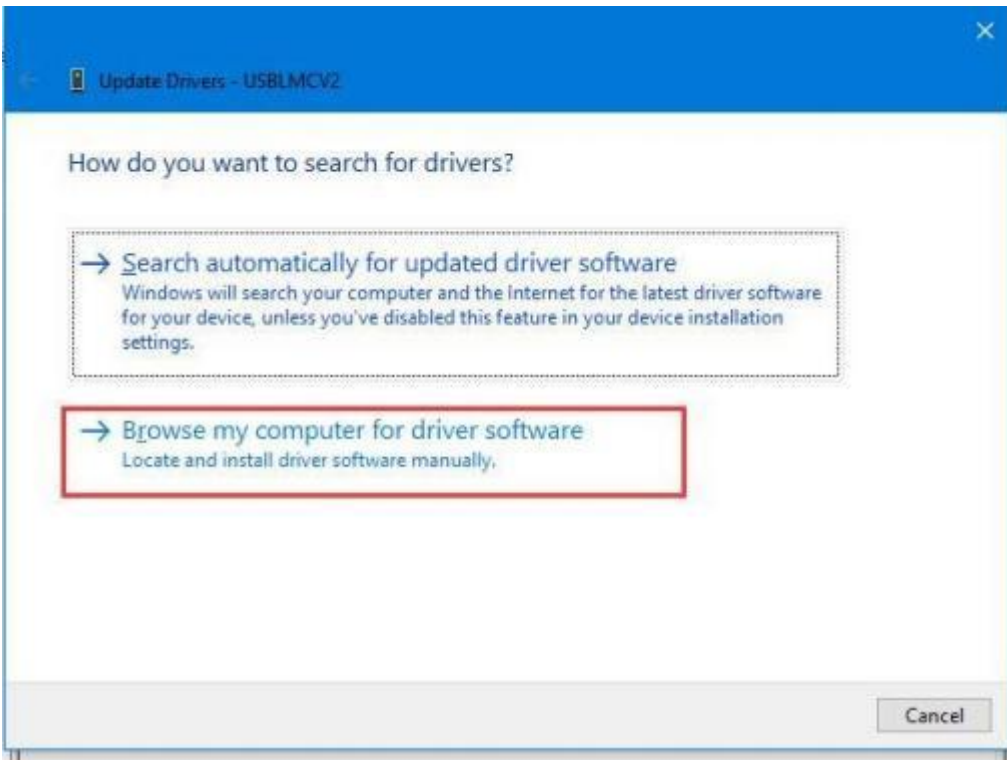 Update Drivers - USBLMCV2
How do you want to search for drivers?
Search automatically for updated driver software
Windows will search your computer and the Internet for the latest driver software
for your device, unless you've disabled this feature in your device installation
settings.
Browse my computer for driver software
Locate and install driver software manually.
Cancel